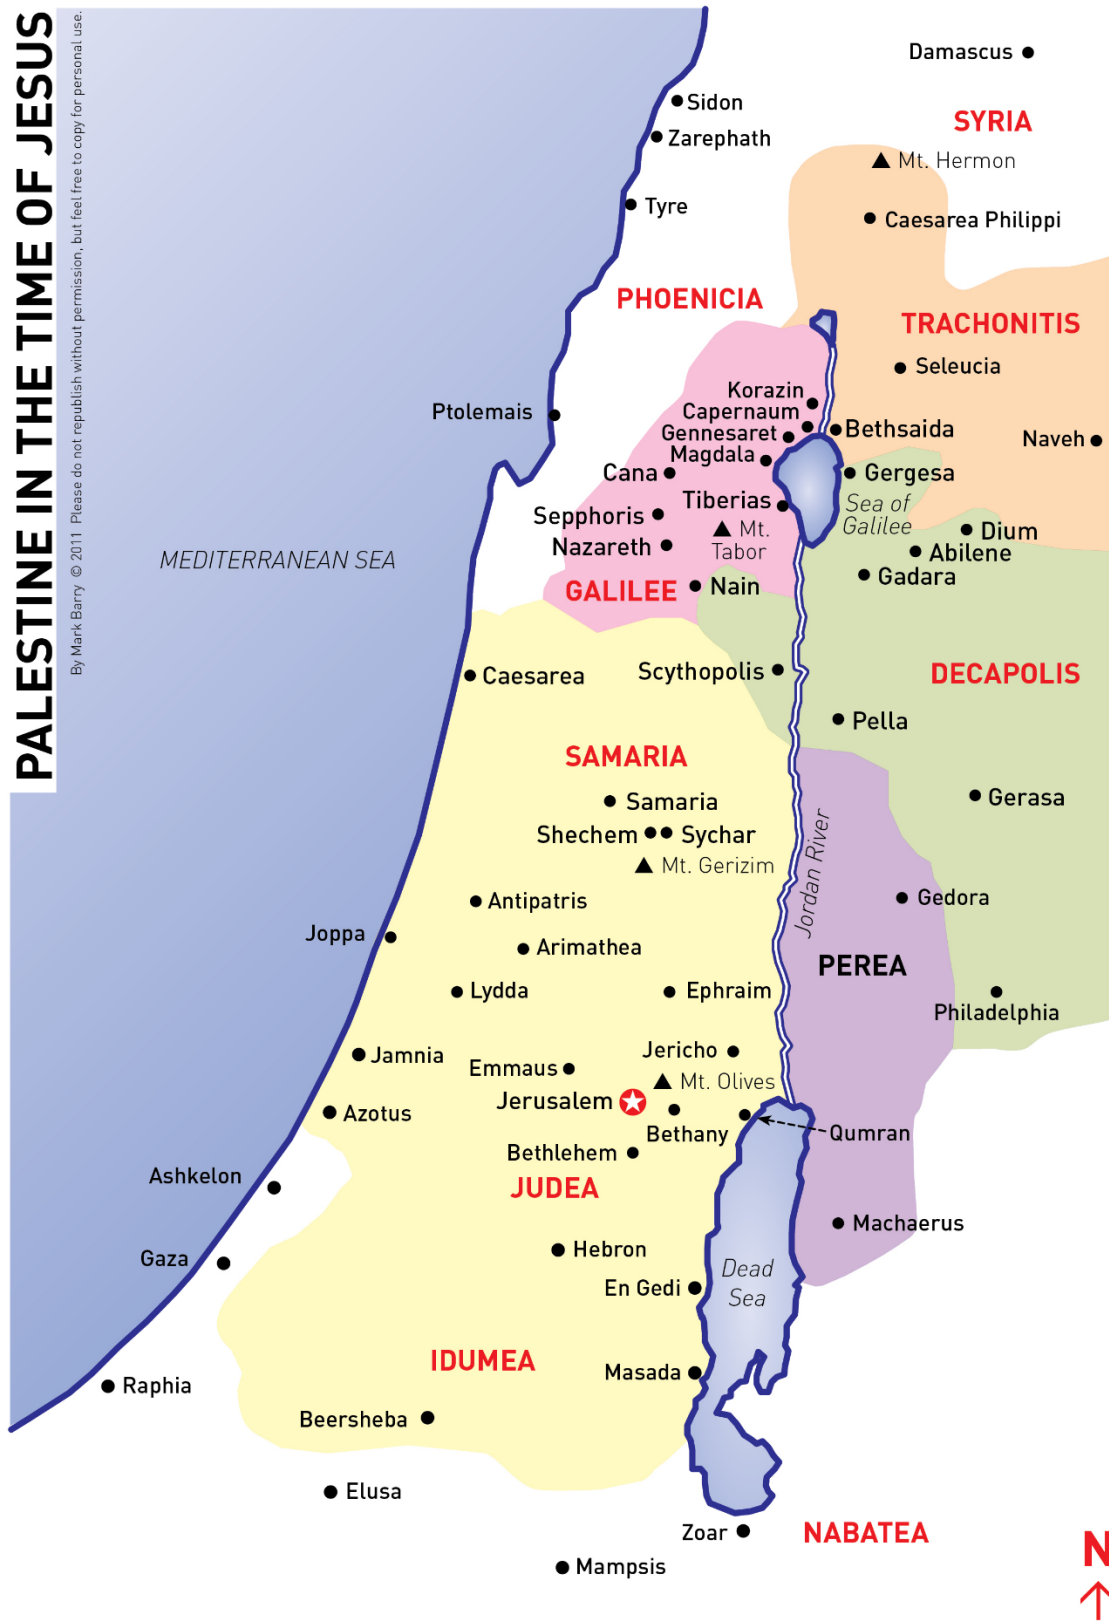 PALESTINE IN THE TIME OF JESUS
By Mark Barry © 2011 Please do not republish without permission, but feel free to copy for personal use.
Damascus
Sidon
SYRIA
Zarephath
Mt. Hermon
Tyre
Caesarea Philippi
PHOENICIA
TRACHONITIS
Seleucia
Korazin
Ptolemais
Capernaum
Bethsaida
Gennesaret
Naveh
Magdala
Cana
Gergesa
Tiberias
Sea of
Galilee
Sepphoris
Mt.
Tabor
Dium
Nazareth
Abilene
MEDITERRANEAN SEA
Gadara
GALILEE
Nain
Caesarea
Scythopolis
DECAPOLIS
Pella
SAMARIA
Samaria
Gerasa
Shechem
Sychar
Mt. Gerizim
Jordan River
Antipatris
Gedora
Joppa
Arimathea
PEREA
Lydda
Ephraim
Philadelphia
Jamnia
Jericho
Emmaus
Mt. Olives
Jerusalem
Azotus
Bethany
Qumran
Bethlehem
Ashkelon
JUDEA
Machaerus
Gaza
Hebron
Dead
Sea
En Gedi
IDUMEA
Masada
Raphia
Beersheba
Elusa
Zoar
NABATEA
N
Mampsis